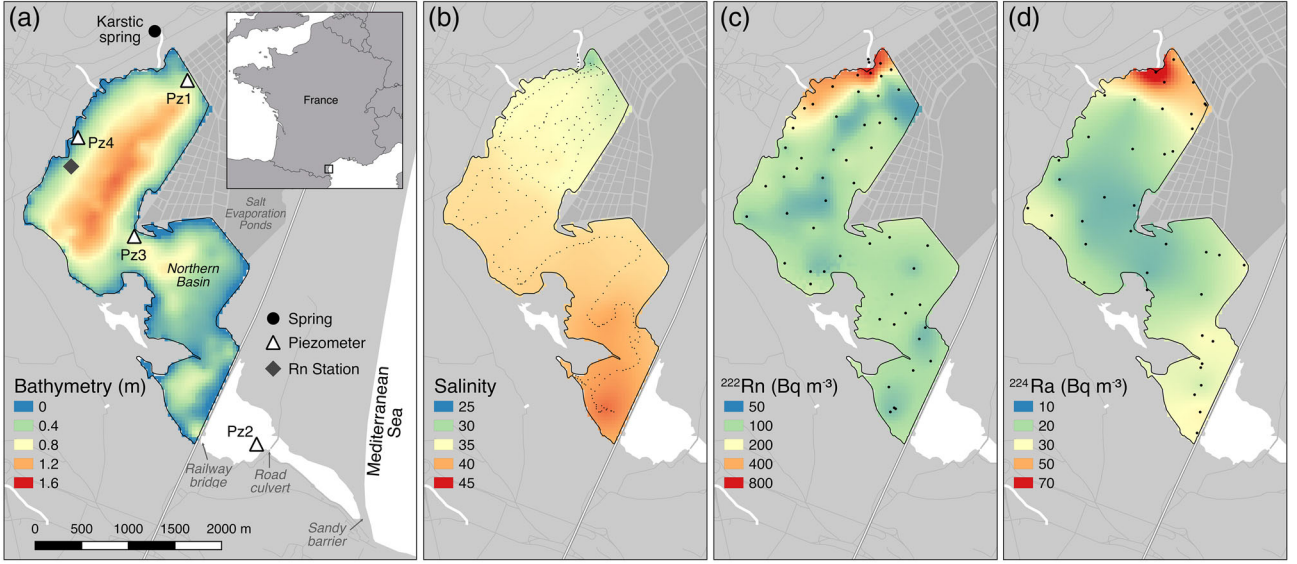 (a)
Karstic
spring
France
Pz1
Pz4
Pz3
Salt
Evaporation
Ponds
Northern
Basin
Spring
Piezometer
Rn Station
Bathymetry (m)
0
0.4
0.8
1.2
1.6
Pz2
Railway
bridge
Road
culvert
Mediterranean
Sea
Sandy
barrier
0 500 1000 1500 2000 m
(b)
Salinity
25
30
35
40
45
(c)
²²²Rn (Bq m⁻³)
50
100
200
400
800
(d)
²²⁴Ra (Bq m⁻³)
10
20
30
50
70